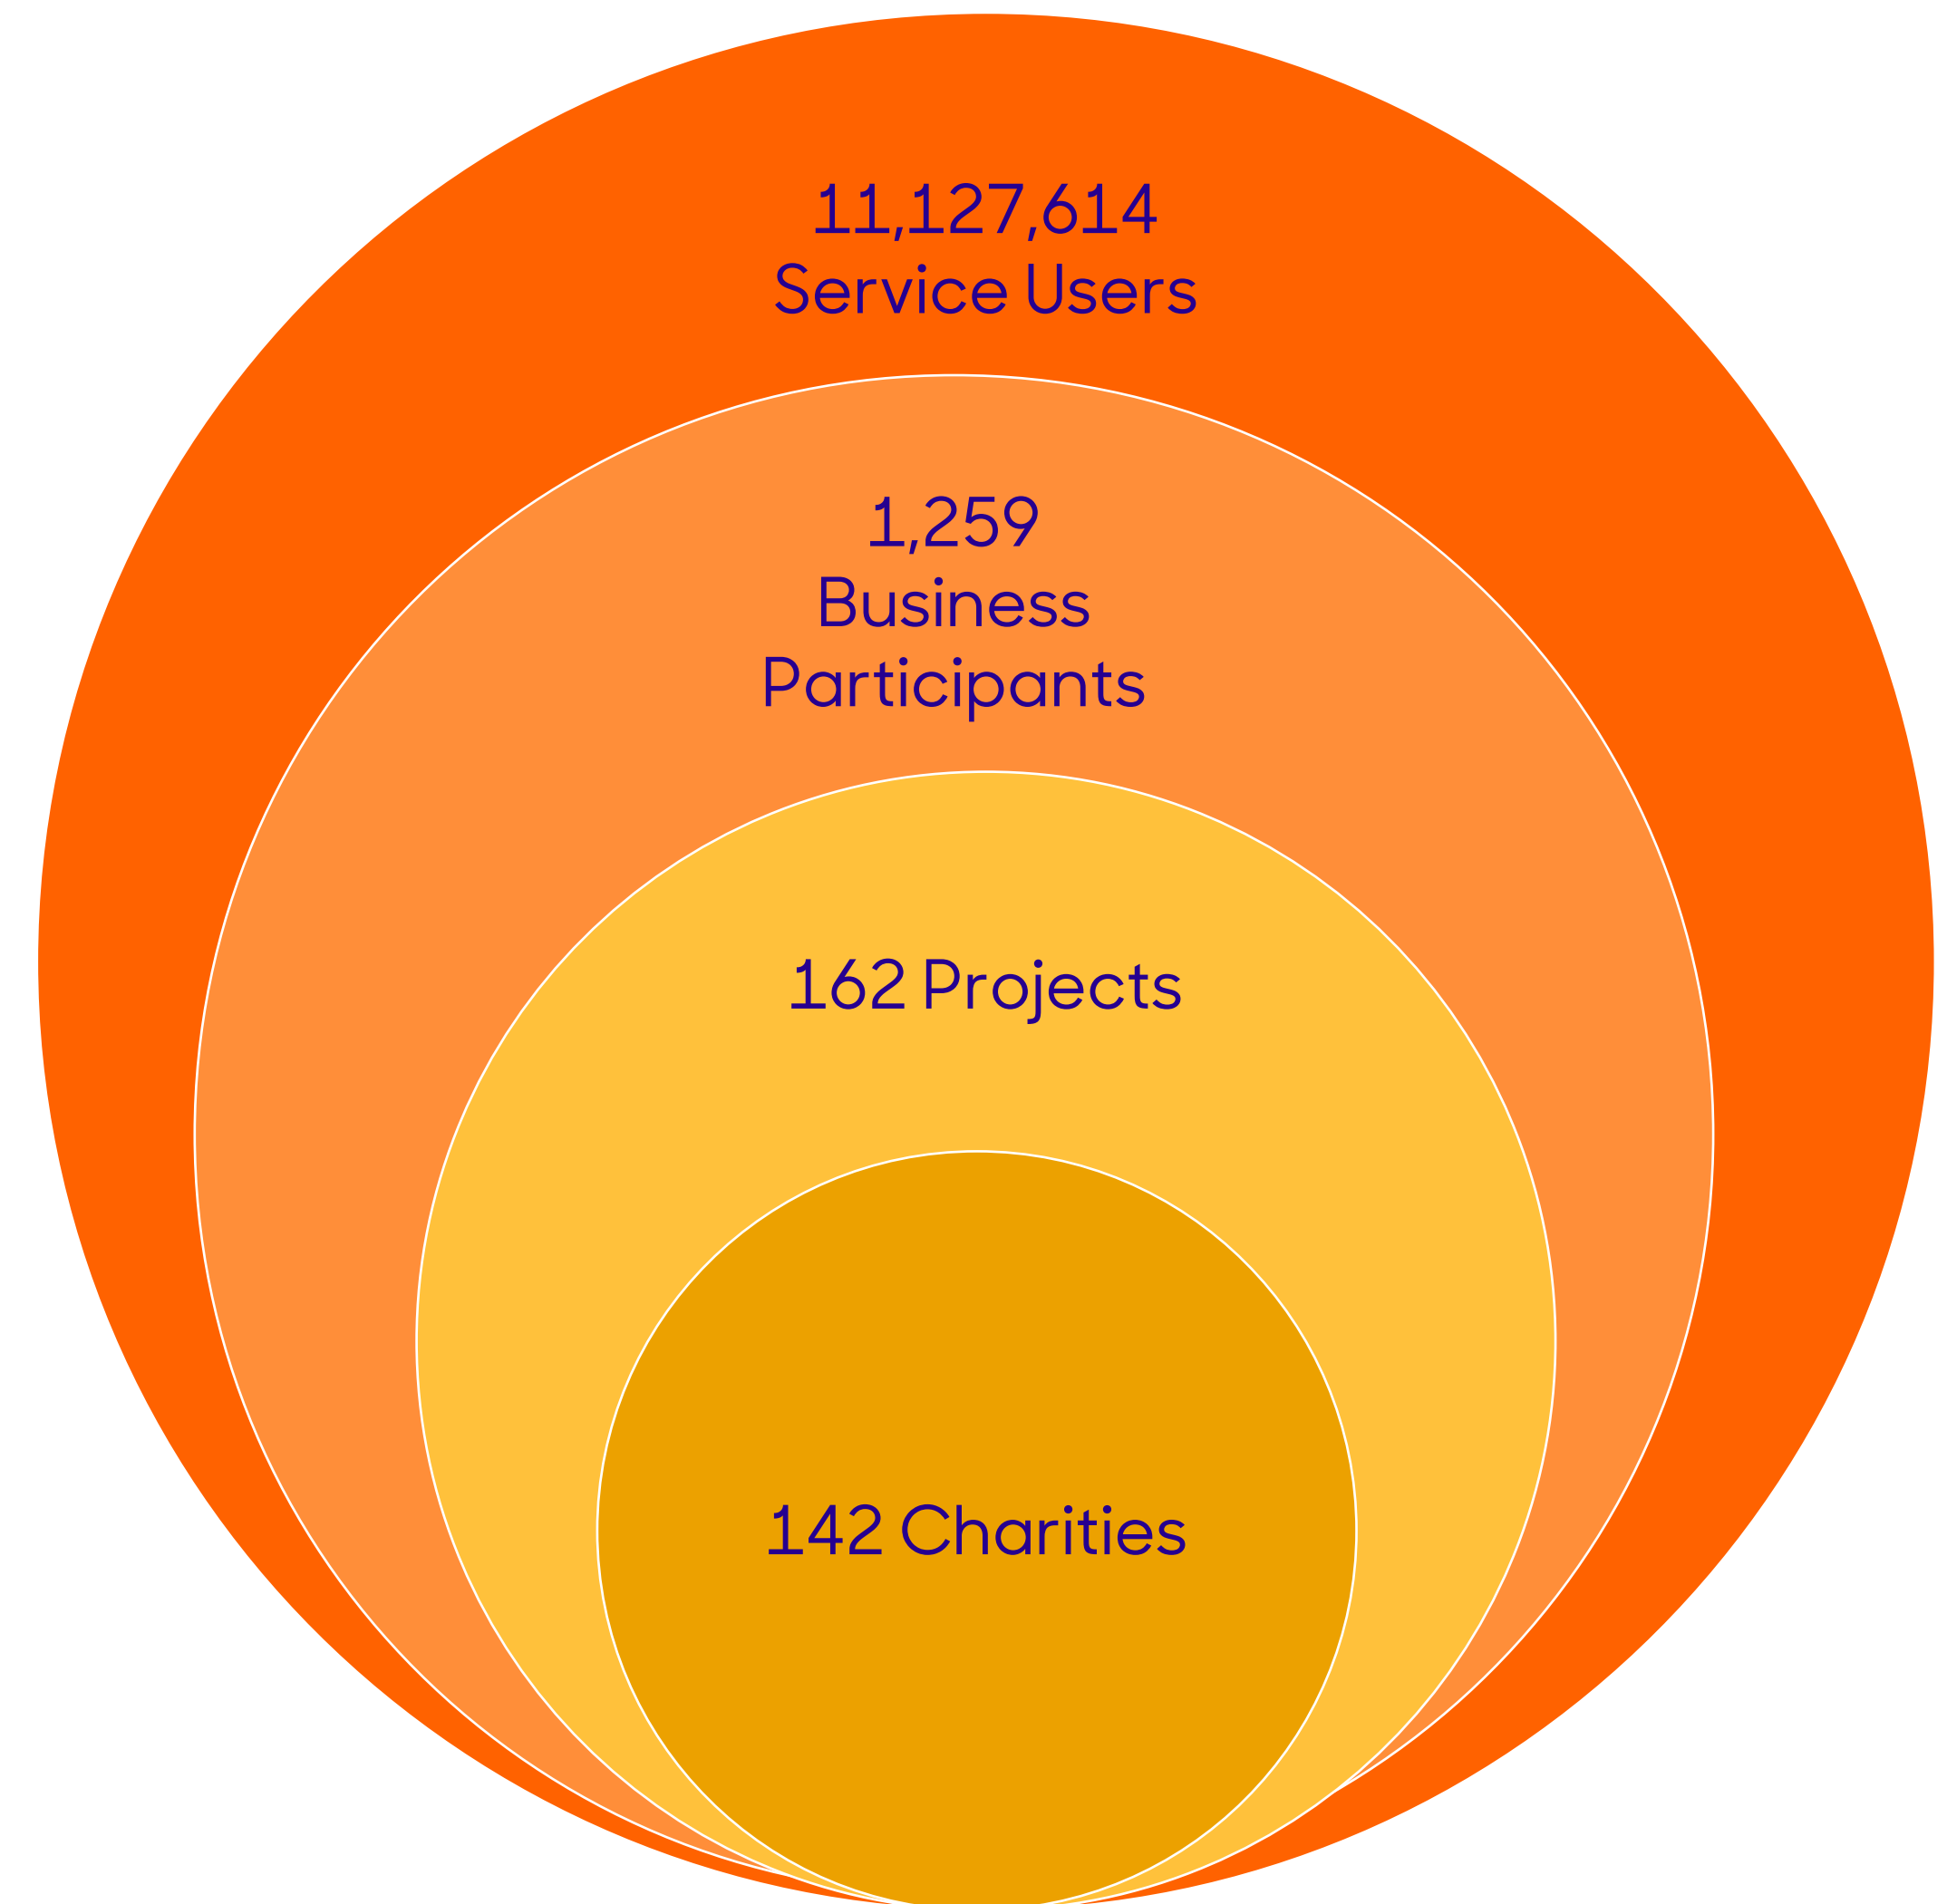 11,127,614
Service Users
1,259
Business
Participants
162 Projects
142 Charities